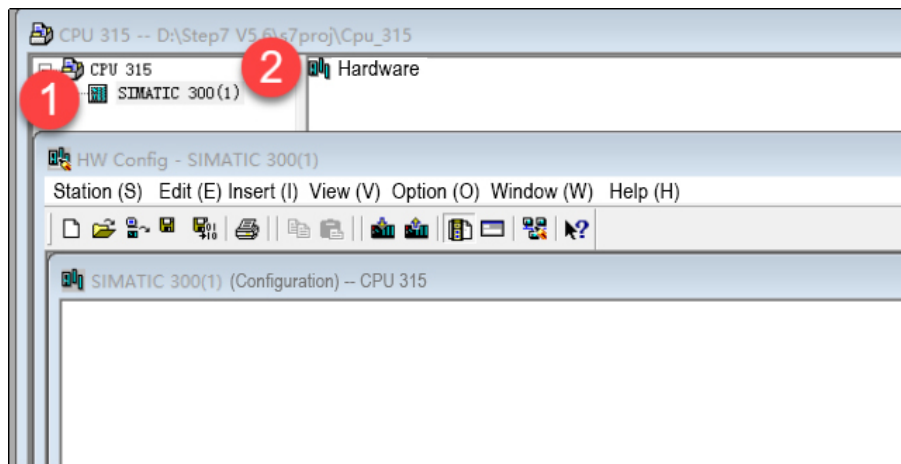 CPU 315 -- D:\Step7 V5.6\s7proj\Cpu_315
CPU 315
2
Hardware
1
SIMATIC 300(1)
HW Config - SIMATIC 300(1)
Station (S) Edit (E) Insert (I) View (V) Option (O) Window (W) Help (H)
SIMATIC 300(1) (Configuration) -- CPU 315